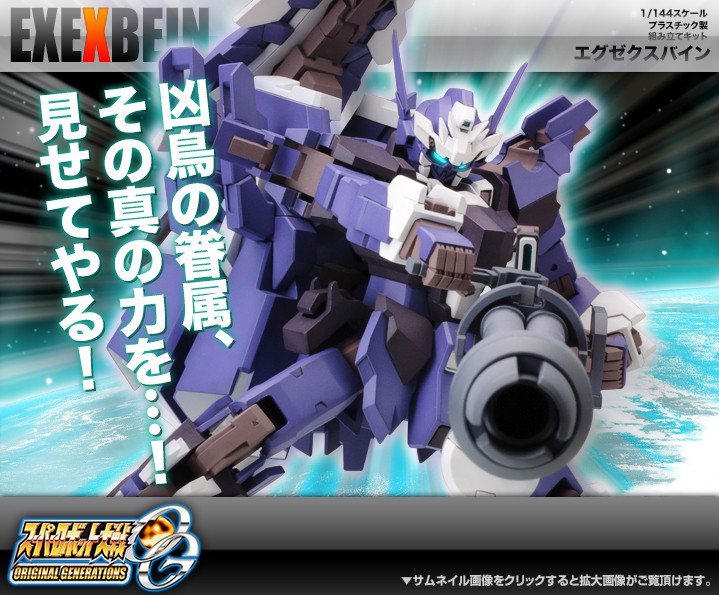 EXEXBEIN
1/144スケール
プラスチック製
組み立てキット
エグゼクスバイン
凶鳥の眷属、
その真の力を…！
見せてやる！
スーパーロボット大戦
OG
ORIGINAL GENERATIONS
▼サムネイル画像をクリックすると拡大画像がご覧頂けます。